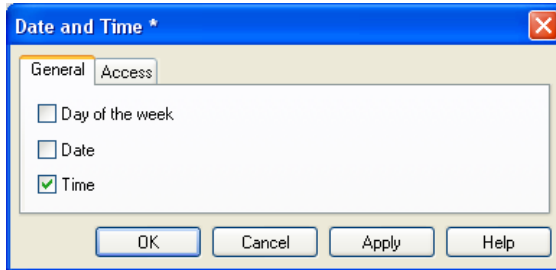 Date and Time *
General Access
Day of the week
Date
Time
OK Cancel Apply Help